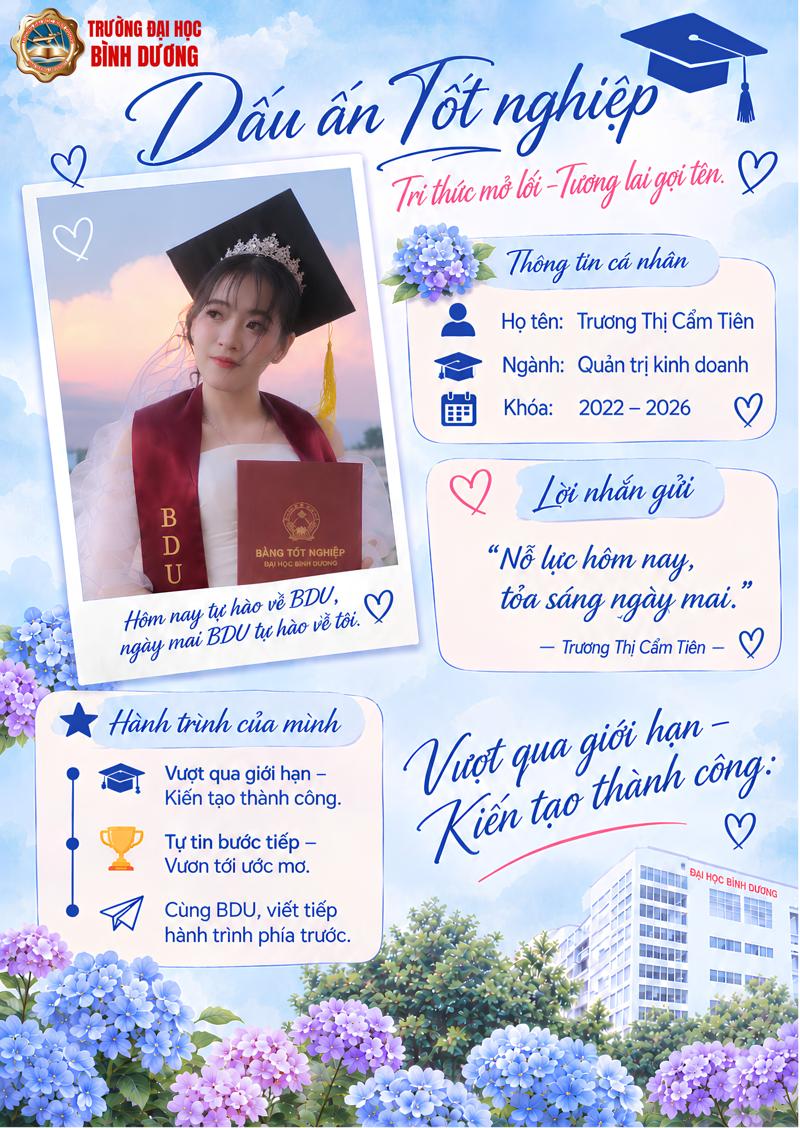 TRƯỜNG ĐẠI HỌC
BÌNH DƯƠNG
Dấu ấn Tốt nghiệp
Tri thức mở lối -Tương lai gọi tên.
Thông tin cá nhân
Họ tên: Trương Thị Cẩm Tiên
Ngành: Quản trị kinh doanh
Khóa: 2022 – 2026
BDU
BẰNG TỐT NGHIỆP
ĐẠI HỌC BÌNH DƯƠNG
Hôm nay tự hào về BDU,
ngày mai BDU tự hào về tôi.
Lời nhắn gửi
“Nỗ lực hôm nay,
tỏa sáng ngày mai.”
— Trương Thị Cẩm Tiên —
Hành trình của mình
Vượt qua giới hạn –
Kiến tạo thành công.
Tự tin bước tiếp –
Vươn tới ước mơ.
Cùng BDU, viết tiếp
hành trình phía trước.
Vượt qua giới hạn –
Kiến tạo thành công:
ĐẠI HỌC BÌNH DƯƠNG